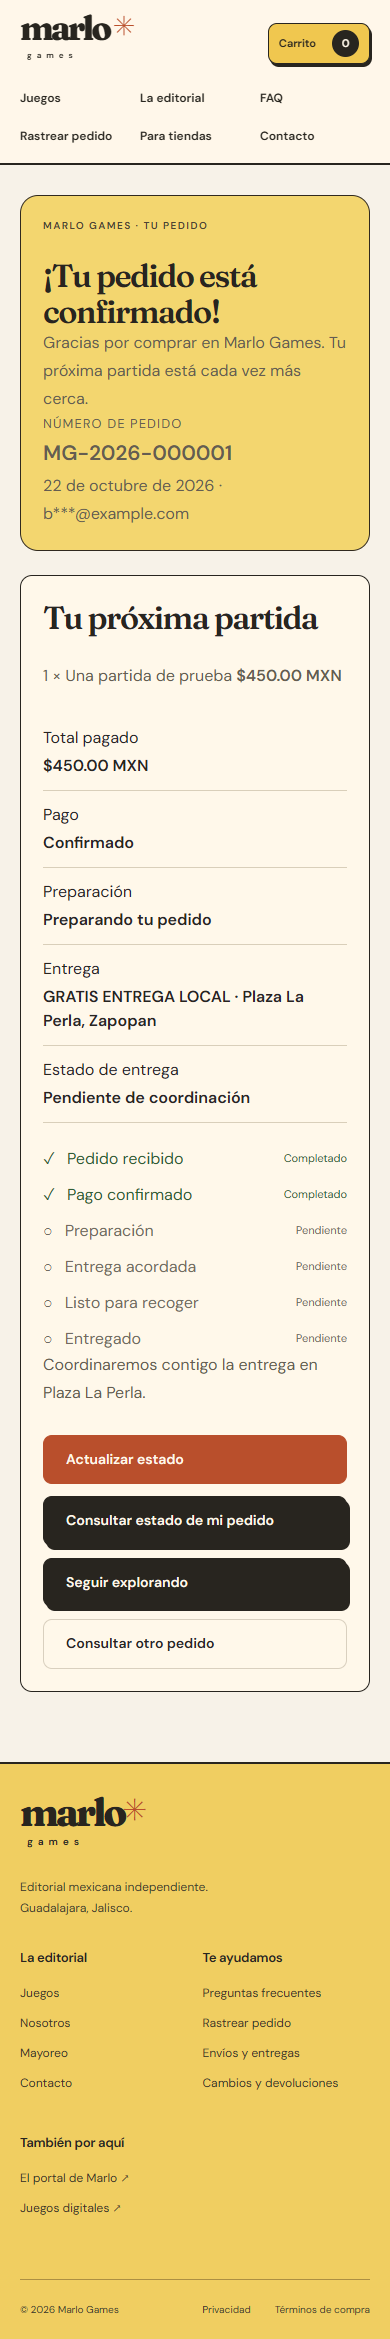 marlo
games
Carrito 0
Juegos La editorial FAQ
Rastrear pedido Para tiendas Contacto
MARLO GAMES · TU PEDIDO
¡Tu pedido está
confirmado!
Gracias por comprar en Marlo Games. Tu
próxima partida está cada vez más
cerca.
NÚMERO DE PEDIDO
MG-2026-000001
22 de octubre de 2026 ·
b***@example.com
Tu próxima partida
1 × Una partida de prueba $450.00 MXN
Total pagado
$450.00 MXN
Pago
Confirmado
Preparación
Preparando tu pedido
Entrega
GRATIS ENTREGA LOCAL · Plaza La
Perla, Zapopan
Estado de entrega
Pendiente de coordinación
✓ Pedido recibido Completado
✓ Pago confirmado Completado
○ Preparación Pendiente
○ Entrega acordada Pendiente
○ Listo para recoger Pendiente
○ Entregado Pendiente
Coordinaremos contigo la entrega en
Plaza La Perla.
Actualizar estado
Consultar estado de mi pedido
Seguir explorando
Consultar otro pedido
marlo
games
Editorial mexicana independiente.
Guadalajara, Jalisco.
La editorial
Juegos
Nosotros
Mayoreo
Contacto
Te ayudamos
Preguntas frecuentes
Rastrear pedido
Envíos y entregas
Cambios y devoluciones
También por aquí
El portal de Marlo ↗
Juegos digitales ↗
© 2026 Marlo Games Privacidad Términos de compra